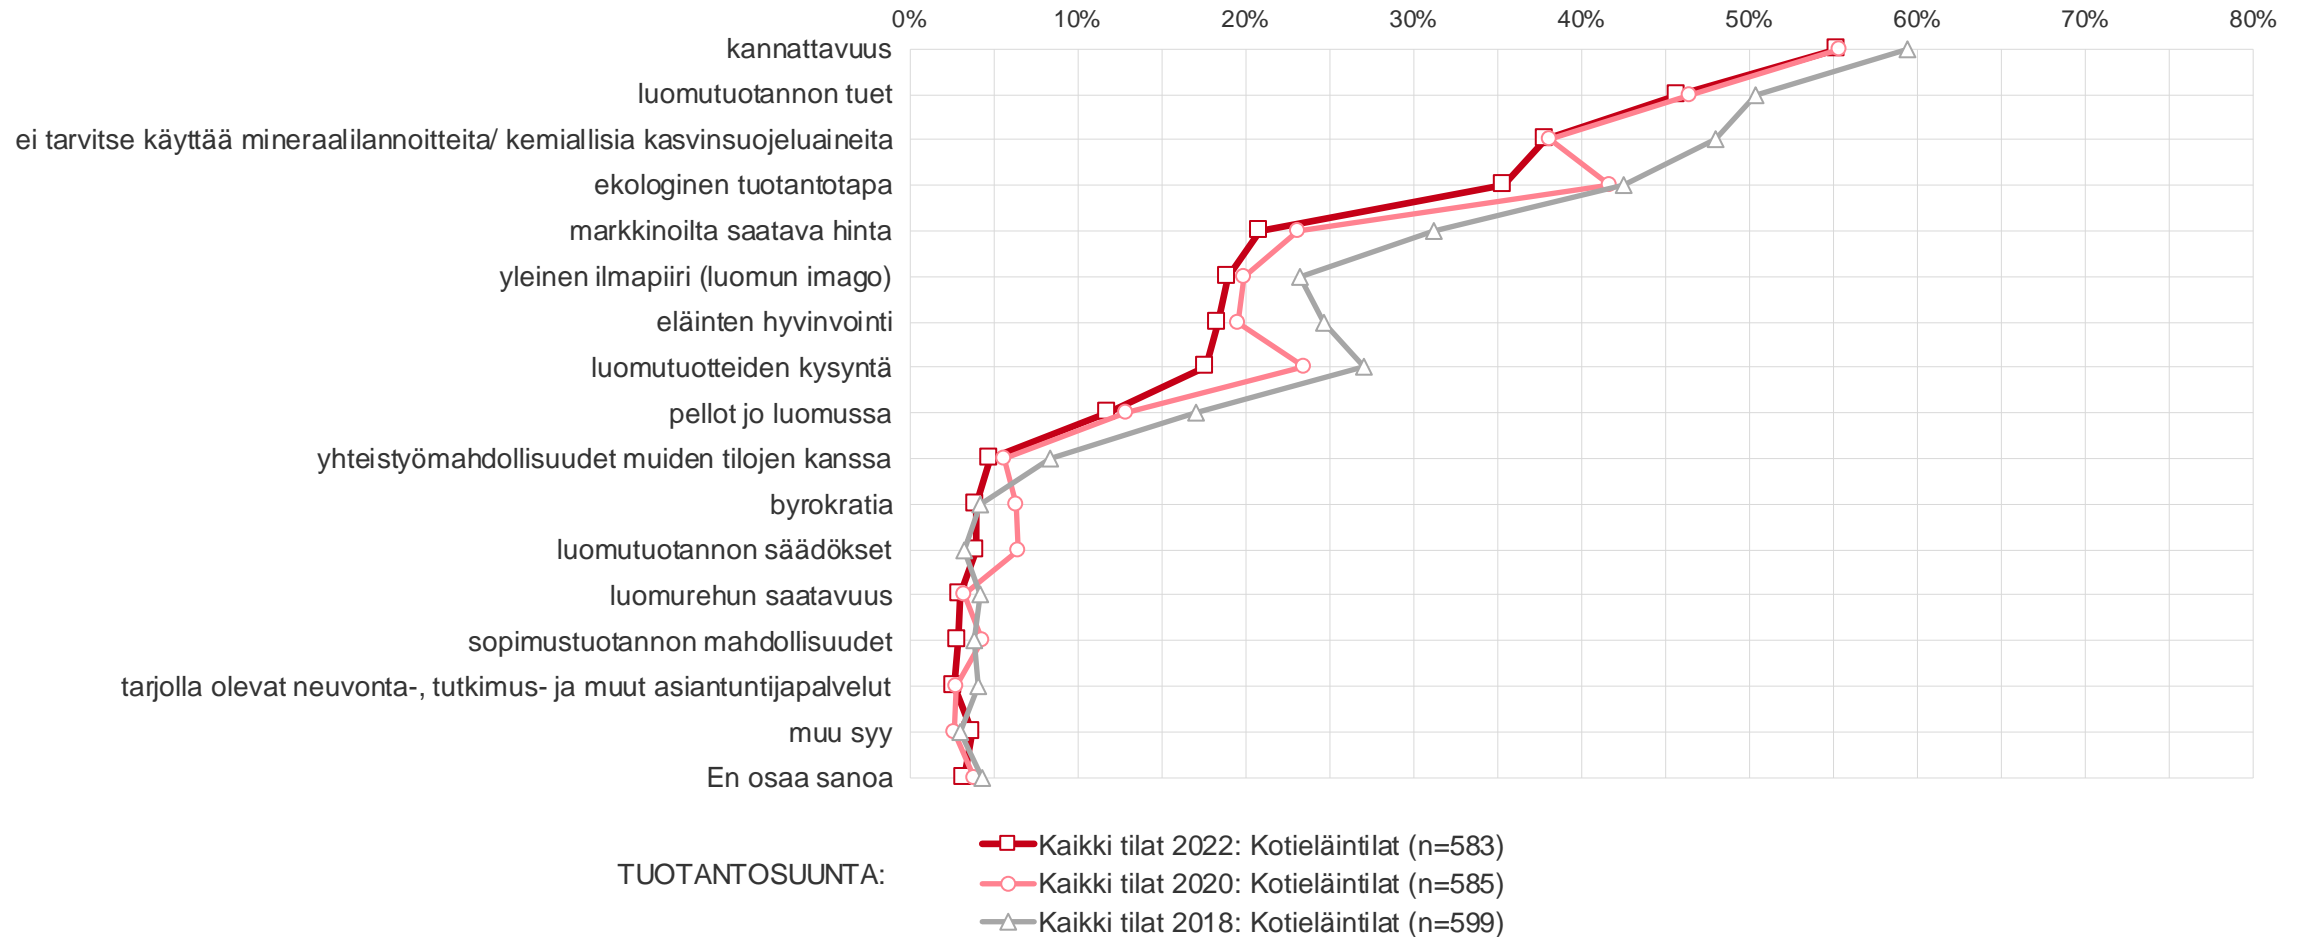 0% 10% 20% 30% 40% 50% 60% 70% 80%
kannattavuus
luomutuotannon tuet
ei tarvitse käyttää mineraalilannoitteita/ kemiallisia kasvinsuojeluaineita
ekologinen tuotantotapa
markkinoilta saatava hinta
yleinen ilmapiiri (luomun imago)
eläinten hyvinvointi
luomutuotteiden kysyntä
pellot jo luomussa
yhteistyömahdollisuudet muiden tilojen kanssa
byrokratia
luomutuotannon säädökset
luomurehun saatavuus
sopimustuotannon mahdollisuudet
tarjolla olevat neuvonta-, tutkimus- ja muut asiantuntijapalvelut
muu syy
En osaa sanoa
TUOTANTOSUUNTA:
Kaikki tilat 2022: Kotieläintilat (n=583)
Kaikki tilat 2020: Kotieläintilat (n=585)
Kaikki tilat 2018: Kotieläintilat (n=599)